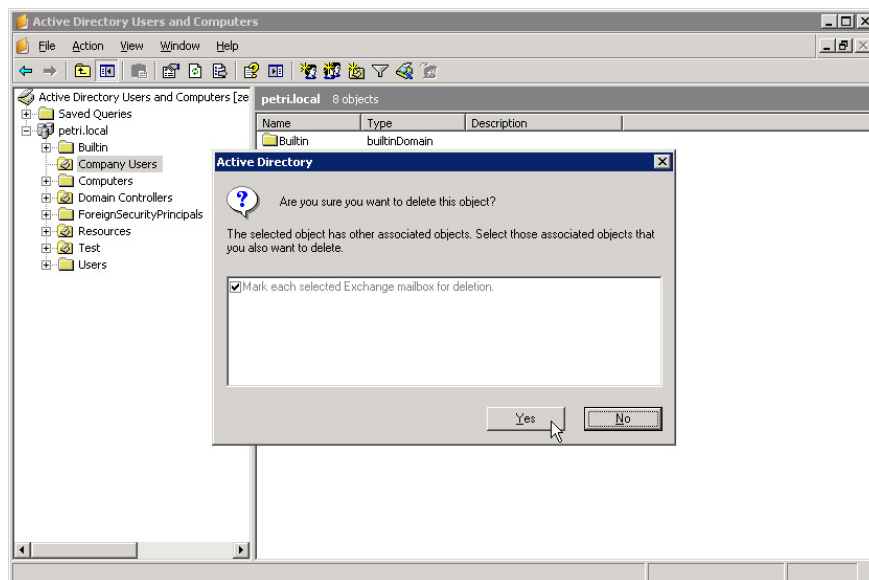 Active Directory Users and Computers
File Action View Window Help
Active Directory Users and Computers [ze
Saved Queries
petri.local
Builtin
Company Users
Computers
Domain Controllers
ForeignSecurityPrincipals
Resources
Test
Users
petri.local 8 objects
Name Type Description
Builtin builtinDomain
Active Directory
Are you sure you want to delete this object?
The selected object has other associated objects. Select those associated objects that
you also want to delete.
Mark each selected Exchange mailbox for deletion.
Yes No